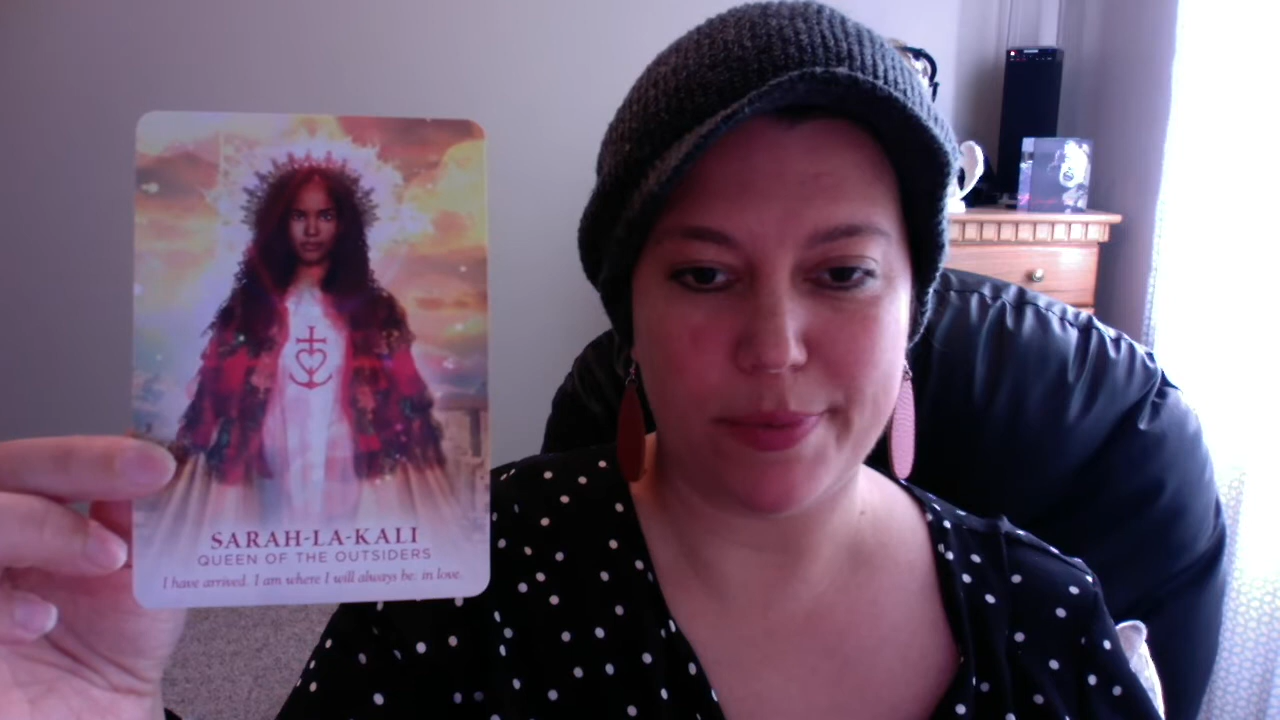 SARAH-LA-KALI
QUEEN OF THE OUTSIDERS
I have arrived. I am where I will always be: in love.